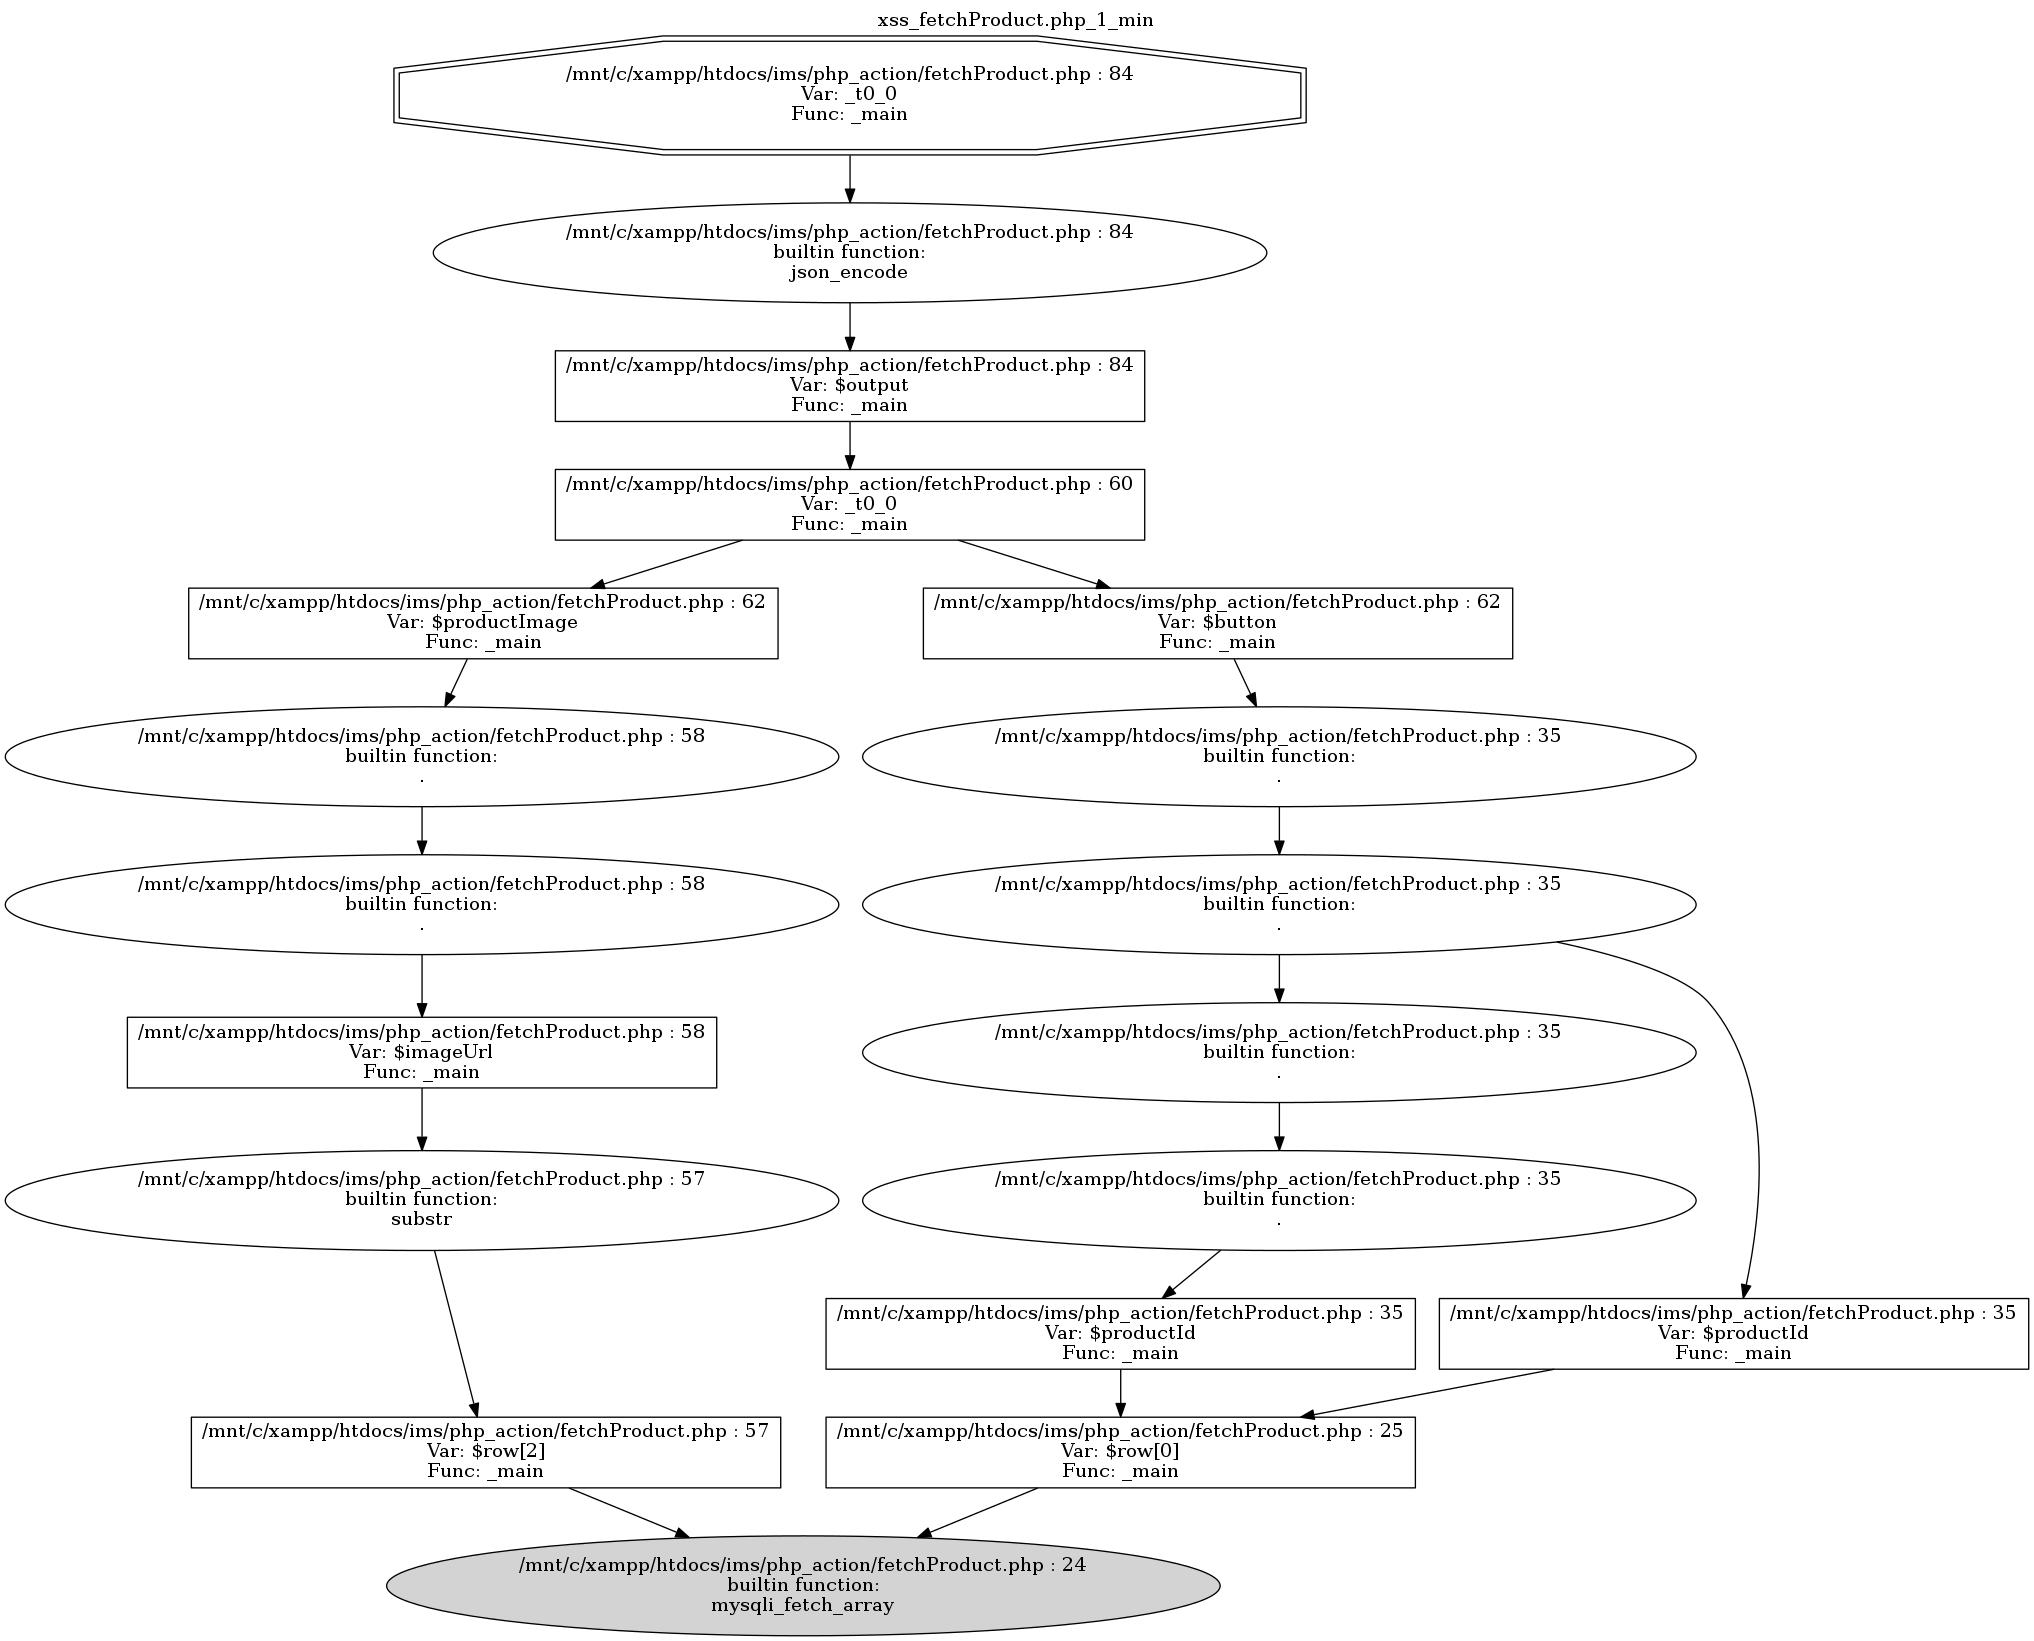 xss_fetchProduct.php_1_min
/mnt/c/xampp/htdocs/ims/php_action/fetchProduct.php : 84
Var: _t0_0
Func: _main
/mnt/c/xampp/htdocs/ims/php_action/fetchProduct.php : 84
builtin function:
json_encode
/mnt/c/xampp/htdocs/ims/php_action/fetchProduct.php : 84
Var: $output
Func: _main
/mnt/c/xampp/htdocs/ims/php_action/fetchProduct.php : 60
Var: _t0_0
Func: _main
/mnt/c/xampp/htdocs/ims/php_action/fetchProduct.php : 62
Var: $productImage
Func: _main
/mnt/c/xampp/htdocs/ims/php_action/fetchProduct.php : 62
Var: $button
Func: _main
/mnt/c/xampp/htdocs/ims/php_action/fetchProduct.php : 58
builtin function:
.
/mnt/c/xampp/htdocs/ims/php_action/fetchProduct.php : 35
builtin function:
.
/mnt/c/xampp/htdocs/ims/php_action/fetchProduct.php : 58
builtin function:
.
/mnt/c/xampp/htdocs/ims/php_action/fetchProduct.php : 35
builtin function:
.
/mnt/c/xampp/htdocs/ims/php_action/fetchProduct.php : 58
Var: $imageUrl
Func: _main
/mnt/c/xampp/htdocs/ims/php_action/fetchProduct.php : 35
builtin function:
.
/mnt/c/xampp/htdocs/ims/php_action/fetchProduct.php : 57
builtin function:
substr
/mnt/c/xampp/htdocs/ims/php_action/fetchProduct.php : 35
builtin function:
.
/mnt/c/xampp/htdocs/ims/php_action/fetchProduct.php : 35
Var: $productId
Func: _main
/mnt/c/xampp/htdocs/ims/php_action/fetchProduct.php : 35
Var: $productId
Func: _main
/mnt/c/xampp/htdocs/ims/php_action/fetchProduct.php : 57
Var: $row[2]
Func: _main
/mnt/c/xampp/htdocs/ims/php_action/fetchProduct.php : 25
Var: $row[0]
Func: _main
/mnt/c/xampp/htdocs/ims/php_action/fetchProduct.php : 24
builtin function:
mysqli_fetch_array